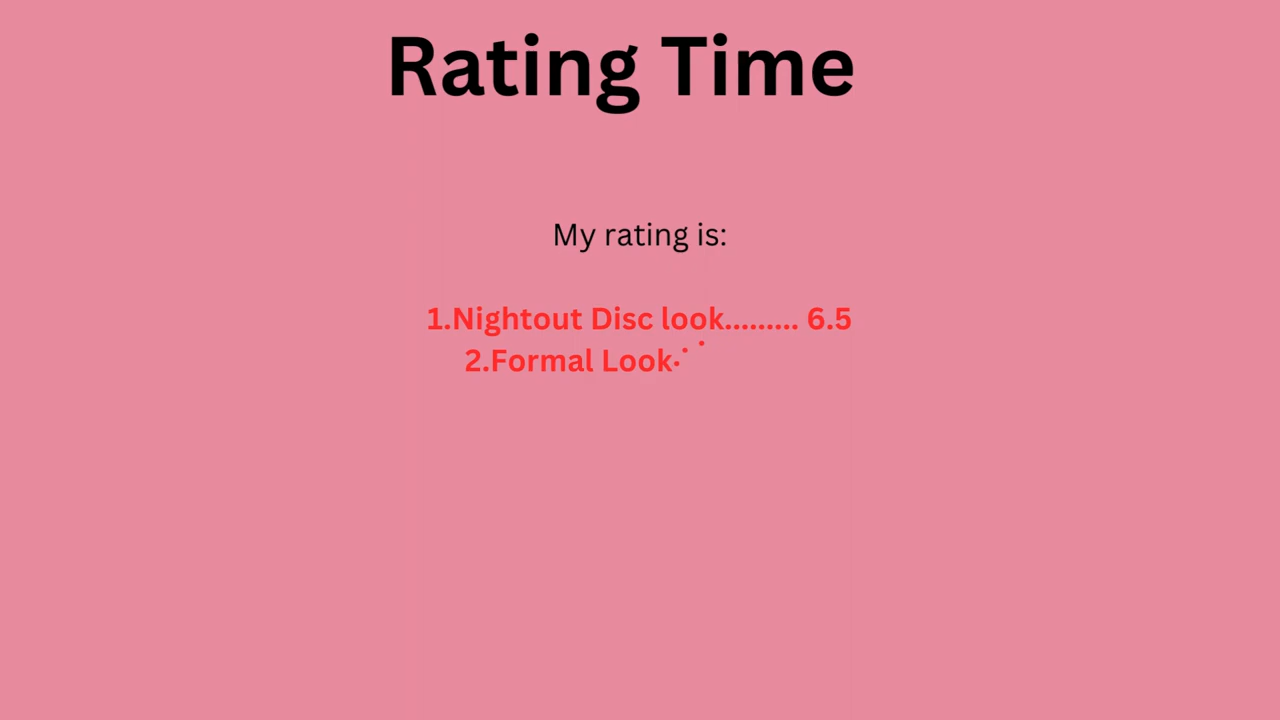 Rating Time
My rating is:
1.Nightout Disc look......... 6.5
2.Formal Look...